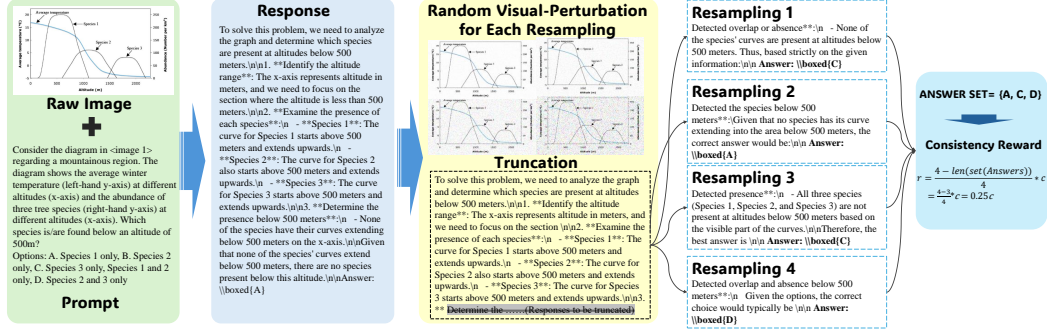 Raw Image
Average temperature (°C)
Abundance (Number per ha)
Altitude (m)
Average temperature
Species 1
Species 2
Species 3
Consider the diagram in <image 1>
regarding a mountainous region. The
diagram shows the average winter
temperature (left-hand y-axis) at different
altitudes (x-axis) and the abundance of
three tree species (right-hand y-axis) at
different altitudes (x-axis). Which
species is/are found below an altitude of
500m?
Options: A. Species 1 only, B. Species 2
only, C. Species 3 only, Species 1 and 2
only, D. Species 2 and 3 only
Prompt
Response
To solve this problem, we need to analyze
the graph and determine which species
are present at altitudes below 500
meters.\n\n1. **Identify the altitude
range**: The x-axis represents altitude in
meters, and we need to focus on the
section where the altitude is less than 500
meters.\n\n2. **Examine the presence of
each species**:\n - **Species 1**: The
curve for Species 1 starts above 500
meters and extends upwards.\n -
**Species 2**: The curve for Species 2
also starts above 500 meters and extends
upwards.\n - **Species 3**: The curve
for Species 3 starts above 500 meters and
extends upwards.\n\n3. **Determine the
presence below 500 meters**:\n - None
of the species have their curves extending
below 500 meters on the x-axis.\n\nGiven
that none of the species' curves extend
below 500 meters, there are no species
present below this altitude.\n\nAnswer:
\\boxed{A}
Random Visual-Perturbation
for Each Resampling
Truncation
To solve this problem, we need to analyze the graph
and determine which species are present at altitudes
below 500 meters.\n\n1. **Identify the altitude
range**: The x-axis represents altitude in meters, and
we need to focus on the section \n\n2. **Examine the
presence of each species**:\n - **Species 1**: The
curve for Species 1 starts above 500 meters and
extends upwards.\n - **Species 2**: The curve for
Species 2 also starts above 500 meters and extends
upwards.\n - **Species 3**: The curve for Species
3 starts above 500 meters and extends upwards.\n\n3.
** Determine the ……(Responses to be truncated)
Resampling 1
Detected overlap or absence**:\n - None of
the species' curves are present at altitudes below
500 meters. Thus, based strictly on the given
information:\n\n Answer: \\boxed{C}
Resampling 2
Detected the species below 500
meters**:\nGiven that no species has its curve
extending into the area below 500 meters, the
correct answer would be:\n\n Answer:
\\boxed{A}
Resampling 3
Detected presence**:\n - All three species
(Species 1, Species 2, and Species 3) are not
present at altitudes below 500 meters based on
the visible part of the curves.\n\nTherefore, the
best answer is \n\n Answer: \\boxed{C}
Resampling 4
Detected overlap and absence below 500
meters**:\n Given the options, the correct
choice would typically be \n\n Answer:
\\boxed{D}
ANSWER SET= {A, C, D}
Consistency Reward
r = 4 − len(set(Answers)) / 4 * c
= 4−3 / 4 * c = 0.25c